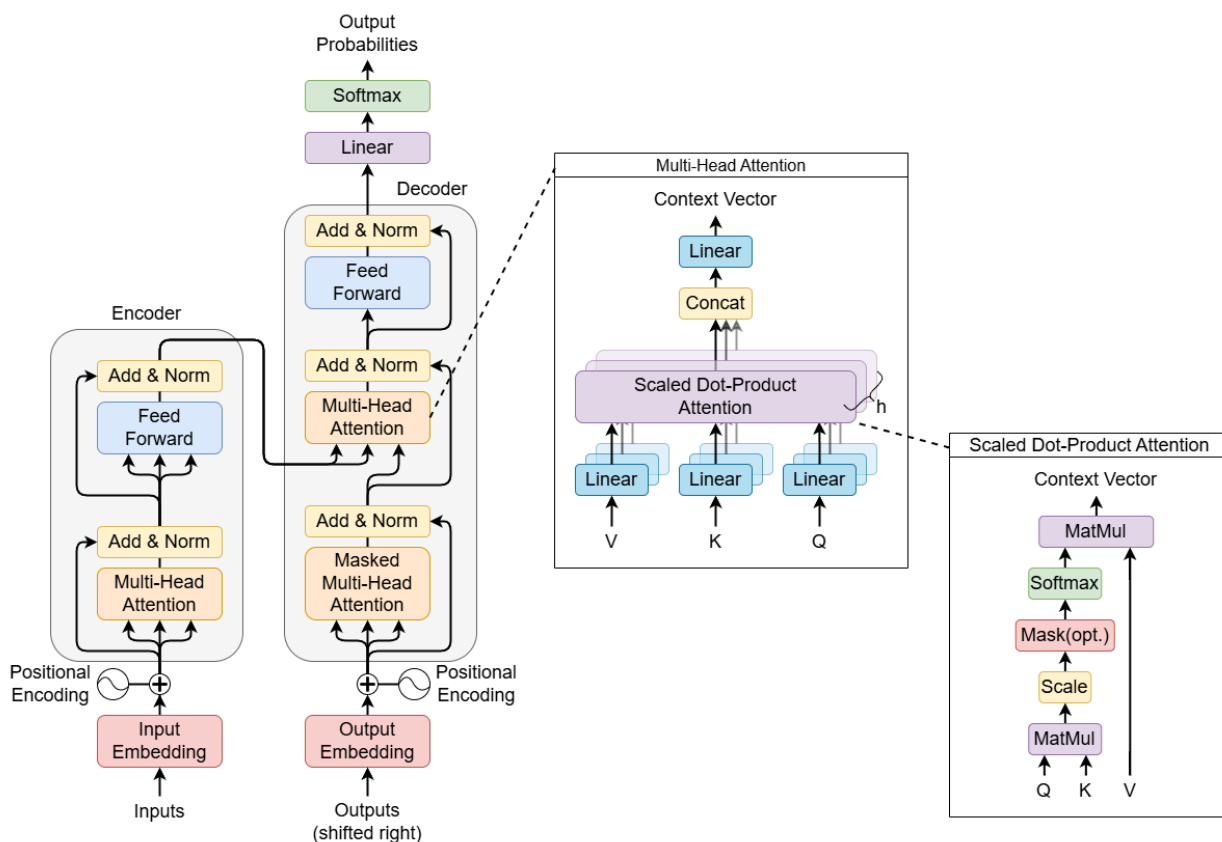 Output
Probabilities
Softmax
Linear
Decoder
Add & Norm
Feed
Forward
Add & Norm
Multi-Head
Attention
Add & Norm
Masked
Multi-Head
Attention
Positional
Encoding
Output
Embedding
Outputs
(shifted right)
Encoder
Add & Norm
Feed
Forward
Add & Norm
Multi-Head
Attention
Positional
Encoding
Input
Embedding
Inputs
Multi-Head Attention
Context Vector
Linear
Concat
Scaled Dot-Product
Attention
h
Linear
Linear
Linear
V
K
Q
Scaled Dot-Product Attention
Context Vector
MatMul
Softmax
Mask(opt.)
Scale
MatMul
Q
K
V